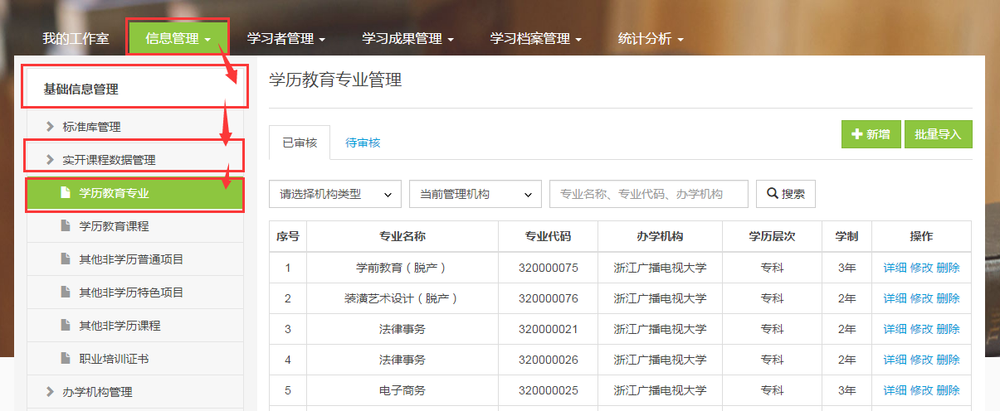 我的工作室 信息管理 学习者管理 学习成果管理 学习档案管理 统计分析
基础信息管理
标准库管理
实开课程数据管理
学历教育专业
学历教育课程
其他非学历普通项目
其他非学历特色项目
其他非学历课程
职业培训证书
办学机构管理
学历教育专业管理
已审核 待审核 新增 批量导入
请选择机构类型 当前管理机构 专业名称、专业代码、办学机构 搜索
序号 专业名称 专业代码 办学机构 学历层次 学制 操作
1 学前教育（脱产） 320000075 浙江广播电视大学 专科 3年 详细 修改 删除
2 装潢艺术设计（脱产） 320000076 浙江广播电视大学 专科 2年 详细 修改 删除
3 法律事务 320000021 浙江广播电视大学 专科 2年 详细 修改 删除
4 法律事务 320000026 浙江广播电视大学 专科 2年 详细 修改 删除
5 电子商务 320000025 浙江广播电视大学 专科 3年 详细 修改 删除